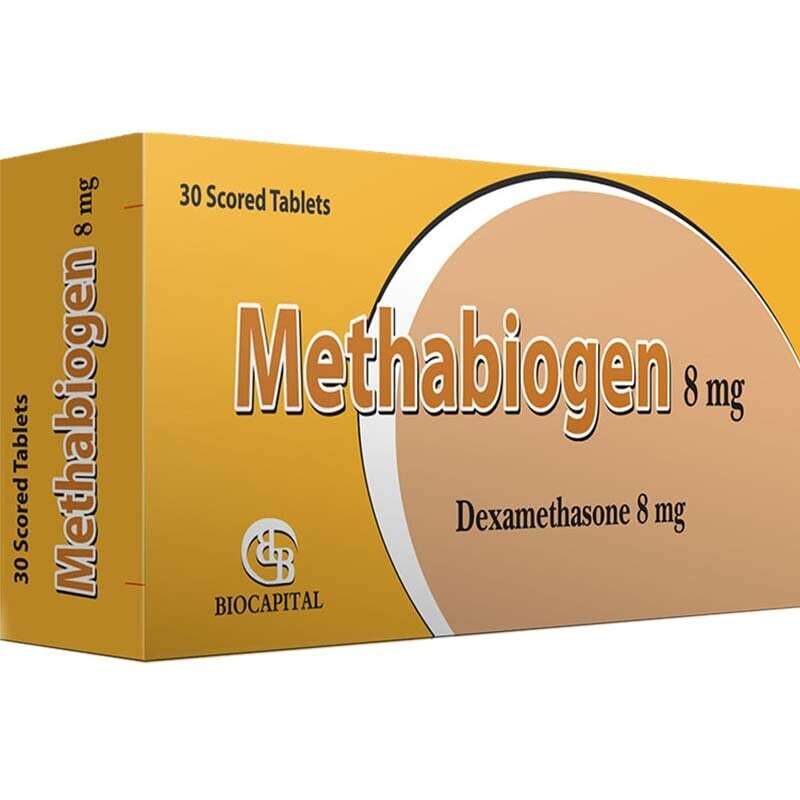 30 Scored Tablets
Methabiogen 8 mg
Dexamethasone 8 mg
BIOCAPITAL
30 Scored Tablets
Methabiogen 8 mg